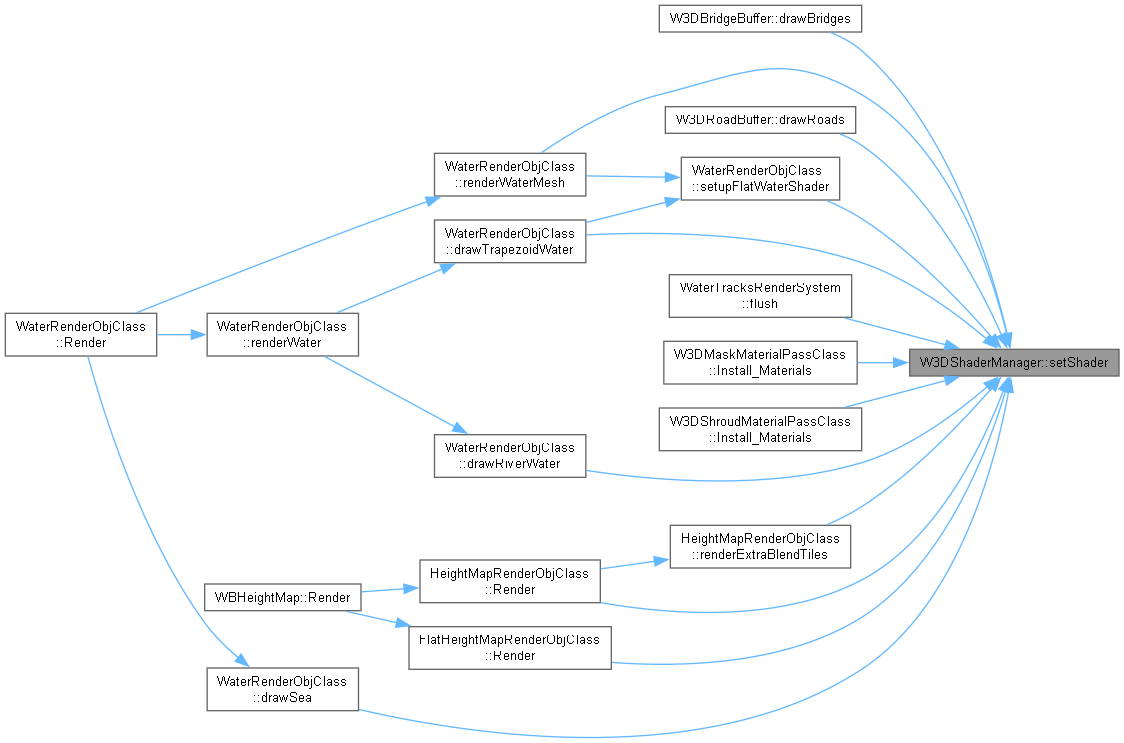 W3DBridgeBuffer::drawBridges
W3DRoadBuffer::drawRoads
WaterRenderObjClass
::renderWaterMesh
WaterRenderObjClass
::setupFlatWaterShader
WaterRenderObjClass
::drawTrapezoidWater
WaterTracksRenderSystem
::flush
WaterRenderObjClass
::Render
WaterRenderObjClass
::renderWater
W3DShaderManager::setShader
W3DMaskMaterialPassClass
::Install_Materials
W3DShroudMaterialPassClass
::Install_Materials
WaterRenderObjClass
::drawRiverWater
HeightMapRenderObjClass
::renderExtraBlendTiles
HeightMapRenderObjClass
::Render
WBHeightMap::Render
FlatHeightMapRenderObjClass
::Render
WaterRenderObjClass
::drawSea